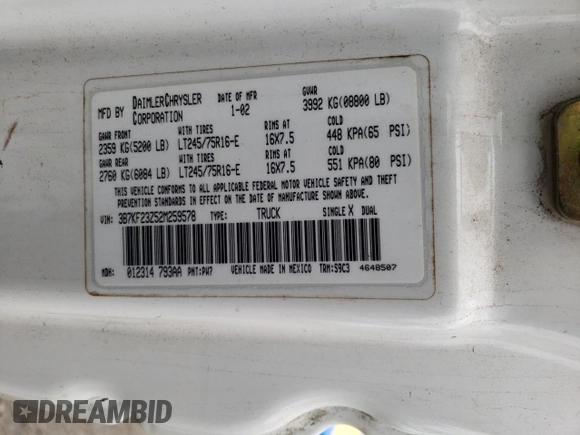 MFD BY DAIMLERCHRYSLER CORPORATION DATE OF MFR 1-02 GVWR 3992 KG(08800 LB)
GAWR FRONT WITH TIRES RIMS AT COLD
2359 KG(5200 LB) LT245/75R16-E 16X7.5 448 KPA(65 PSI)
GAWR REAR WITH TIRES RIMS AT COLD
2760 KG(6084 LB) LT245/75R16-E 16X7.5 551 KPA(80 PSI)
THIS VEHICLE CONFORMS TO ALL APPLICABLE FEDERAL MOTOR VEHICLE SAFETY AND THEFT
PREVENTION STANDARDS IN EFFECT ON THE DATE OF MANUFACTURE SHOWN ABOVE.
VIN: 3B7KF23Z52M259578 TYPE: TRUCK SINGLE X DUAL
MDH: 012314 793AA PNT: PW7 VEHICLE MADE IN MEXICO TRM: S9C3 4648507
DREAMBID